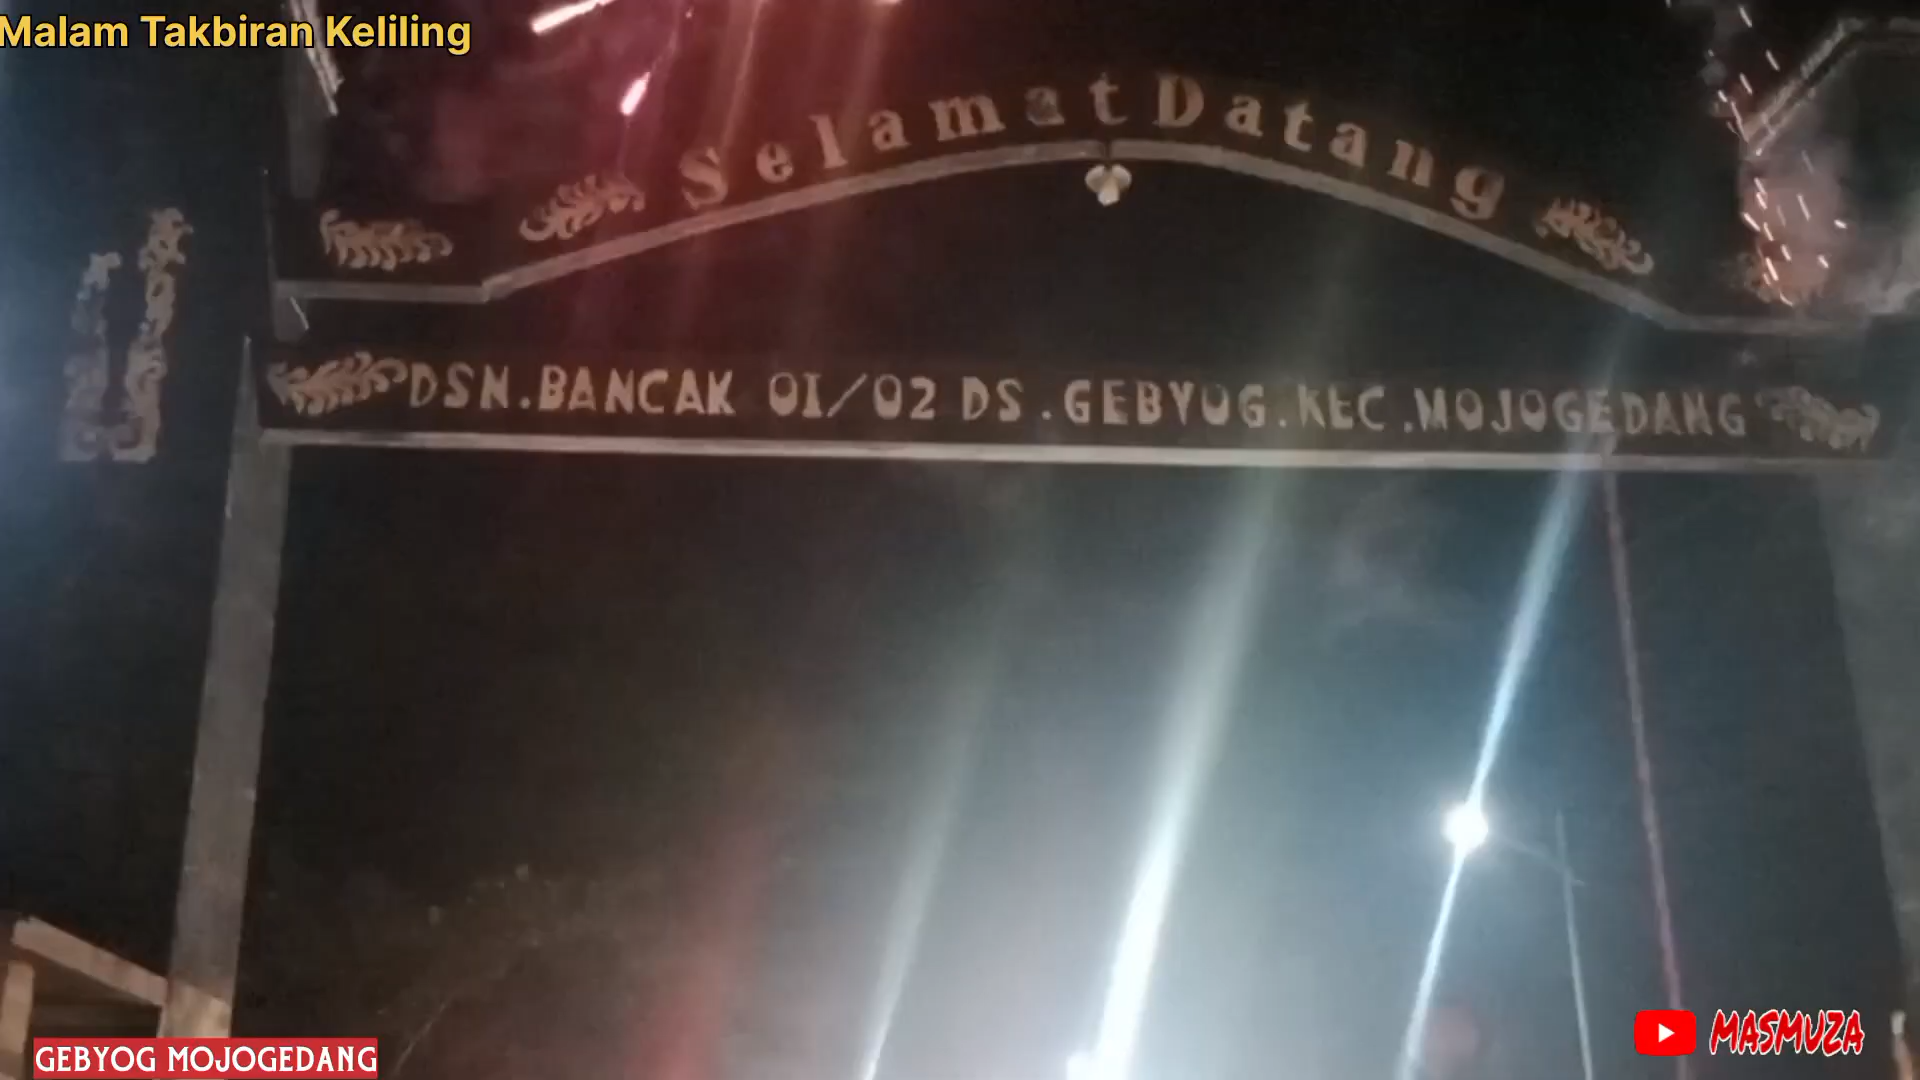 Malam Takbiran Keliling
Selamat Datang
DSN.BANCAK 01/02 DS.GEBYOG.KEC.MOJOGEDANG
GEBYOG MOJOGEDANG
MASMUZA